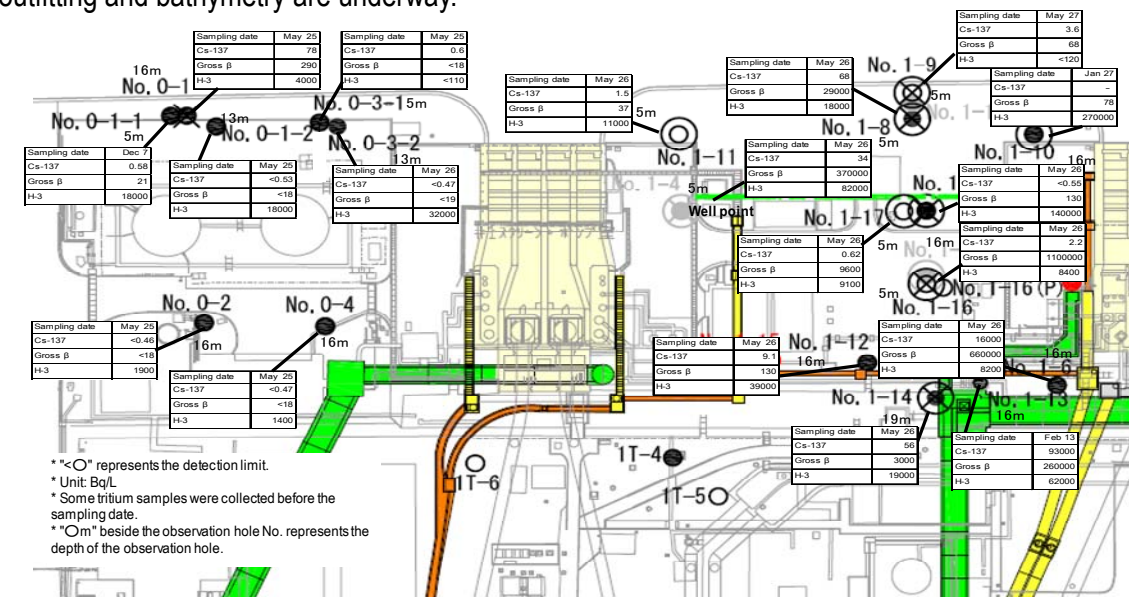 outfitting and bathymetry are underway.
Sampling date May 25
Cs-137 78
Gross β 290
H-3 4000
Sampling date May 25
Cs-137 0.6
Gross β <18
H-3 <110
Sampling date May 27
Cs-137 3.6
Gross β 68
H-3 <120
Sampling date May 26
Cs-137 68
Gross β 29000
H-3 18000
Sampling date Jan 27
Cs-137 -
Gross β 78
H-3 270000
Sampling date May 26
Cs-137 1.5
Gross β 37
H-3 11000
16m
No. 0-1
No. 0-1-1
5m
13m
No. 0-1-2
No. 0-3-1
5m
No. 0-3-2
13m
5m
No. 1-11
No. 1-9
5m
No. 1-8
5m
No. 1-10
16m
Sampling date Dec 7
Cs-137 0.58
Gross β 21
H-3 18000
Sampling date May 25
Cs-137 <0.53
Gross β <18
H-3 18000
Sampling date May 26
Cs-137 <0.47
Gross β <19
H-3 32000
Sampling date May 26
Cs-137 34
Gross β 370000
H-3 82000
Sampling date May 26
Cs-137 <0.55
Gross β 130
H-3 140000
No. 1-4
5m
Well point
No. 1
No. 1-17
5m
16m
Sampling date May 26
Cs-137 0.62
Gross β 9600
H-3 9100
Sampling date May 26
Cs-137 2.2
Gross β 1100000
H-3 8400
5m
No. 1-16
No. 1-16(P)
No. 0-2
16m
No. 0-4
16m
Sampling date May 25
Cs-137 <0.46
Gross β <18
H-3 1900
Sampling date May 25
Cs-137 <0.47
Gross β <18
H-3 1400
Sampling date May 26
Cs-137 9.1
Gross β 130
H-3 39000
No. 1-12
16m
Sampling date May 26
Cs-137 16000
Gross β 660000
H-3 8200
16m
1-6
No. 1-14
19m
No. 1-13
16m
Sampling date May 26
Cs-137 56
Gross β 3000
H-3 19000
Sampling date Feb 13
Cs-137 93000
Gross β 260000
H-3 62000
1T-4
1T-6
1T-5
* "<O" represents the detection limit.
* Unit: Bq/L
* Some tritium samples were collected before the
sampling date.
* "Om" beside the observation hole No. represents the
depth of the observation hole.